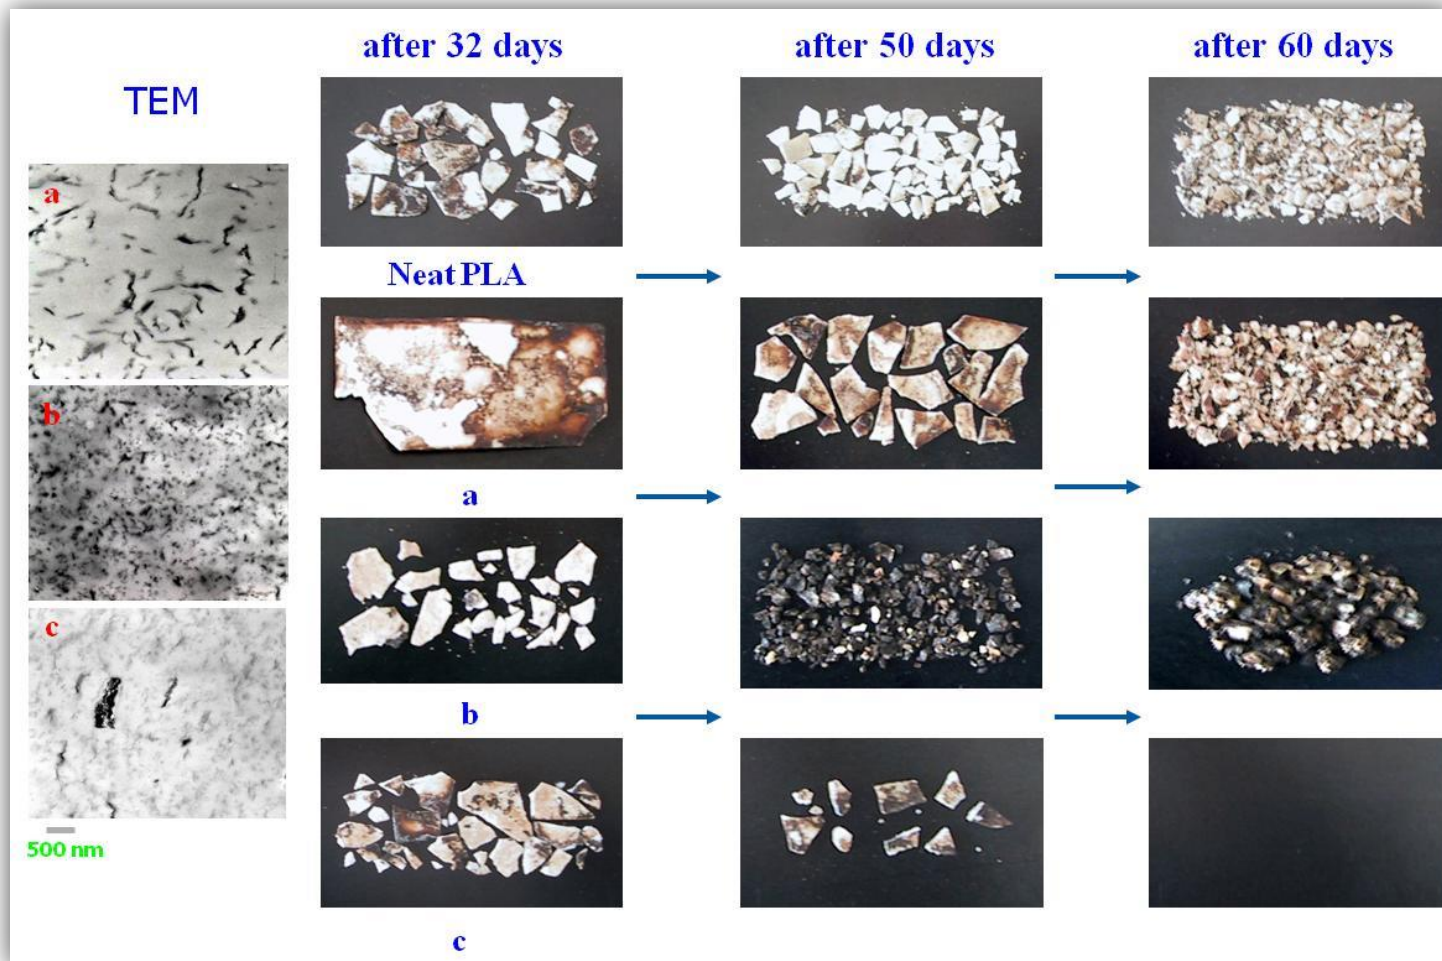 after 32 days
after 50 days
after 60 days
TEM
a
b
c
500 nm
Neat PLA
a
b
c